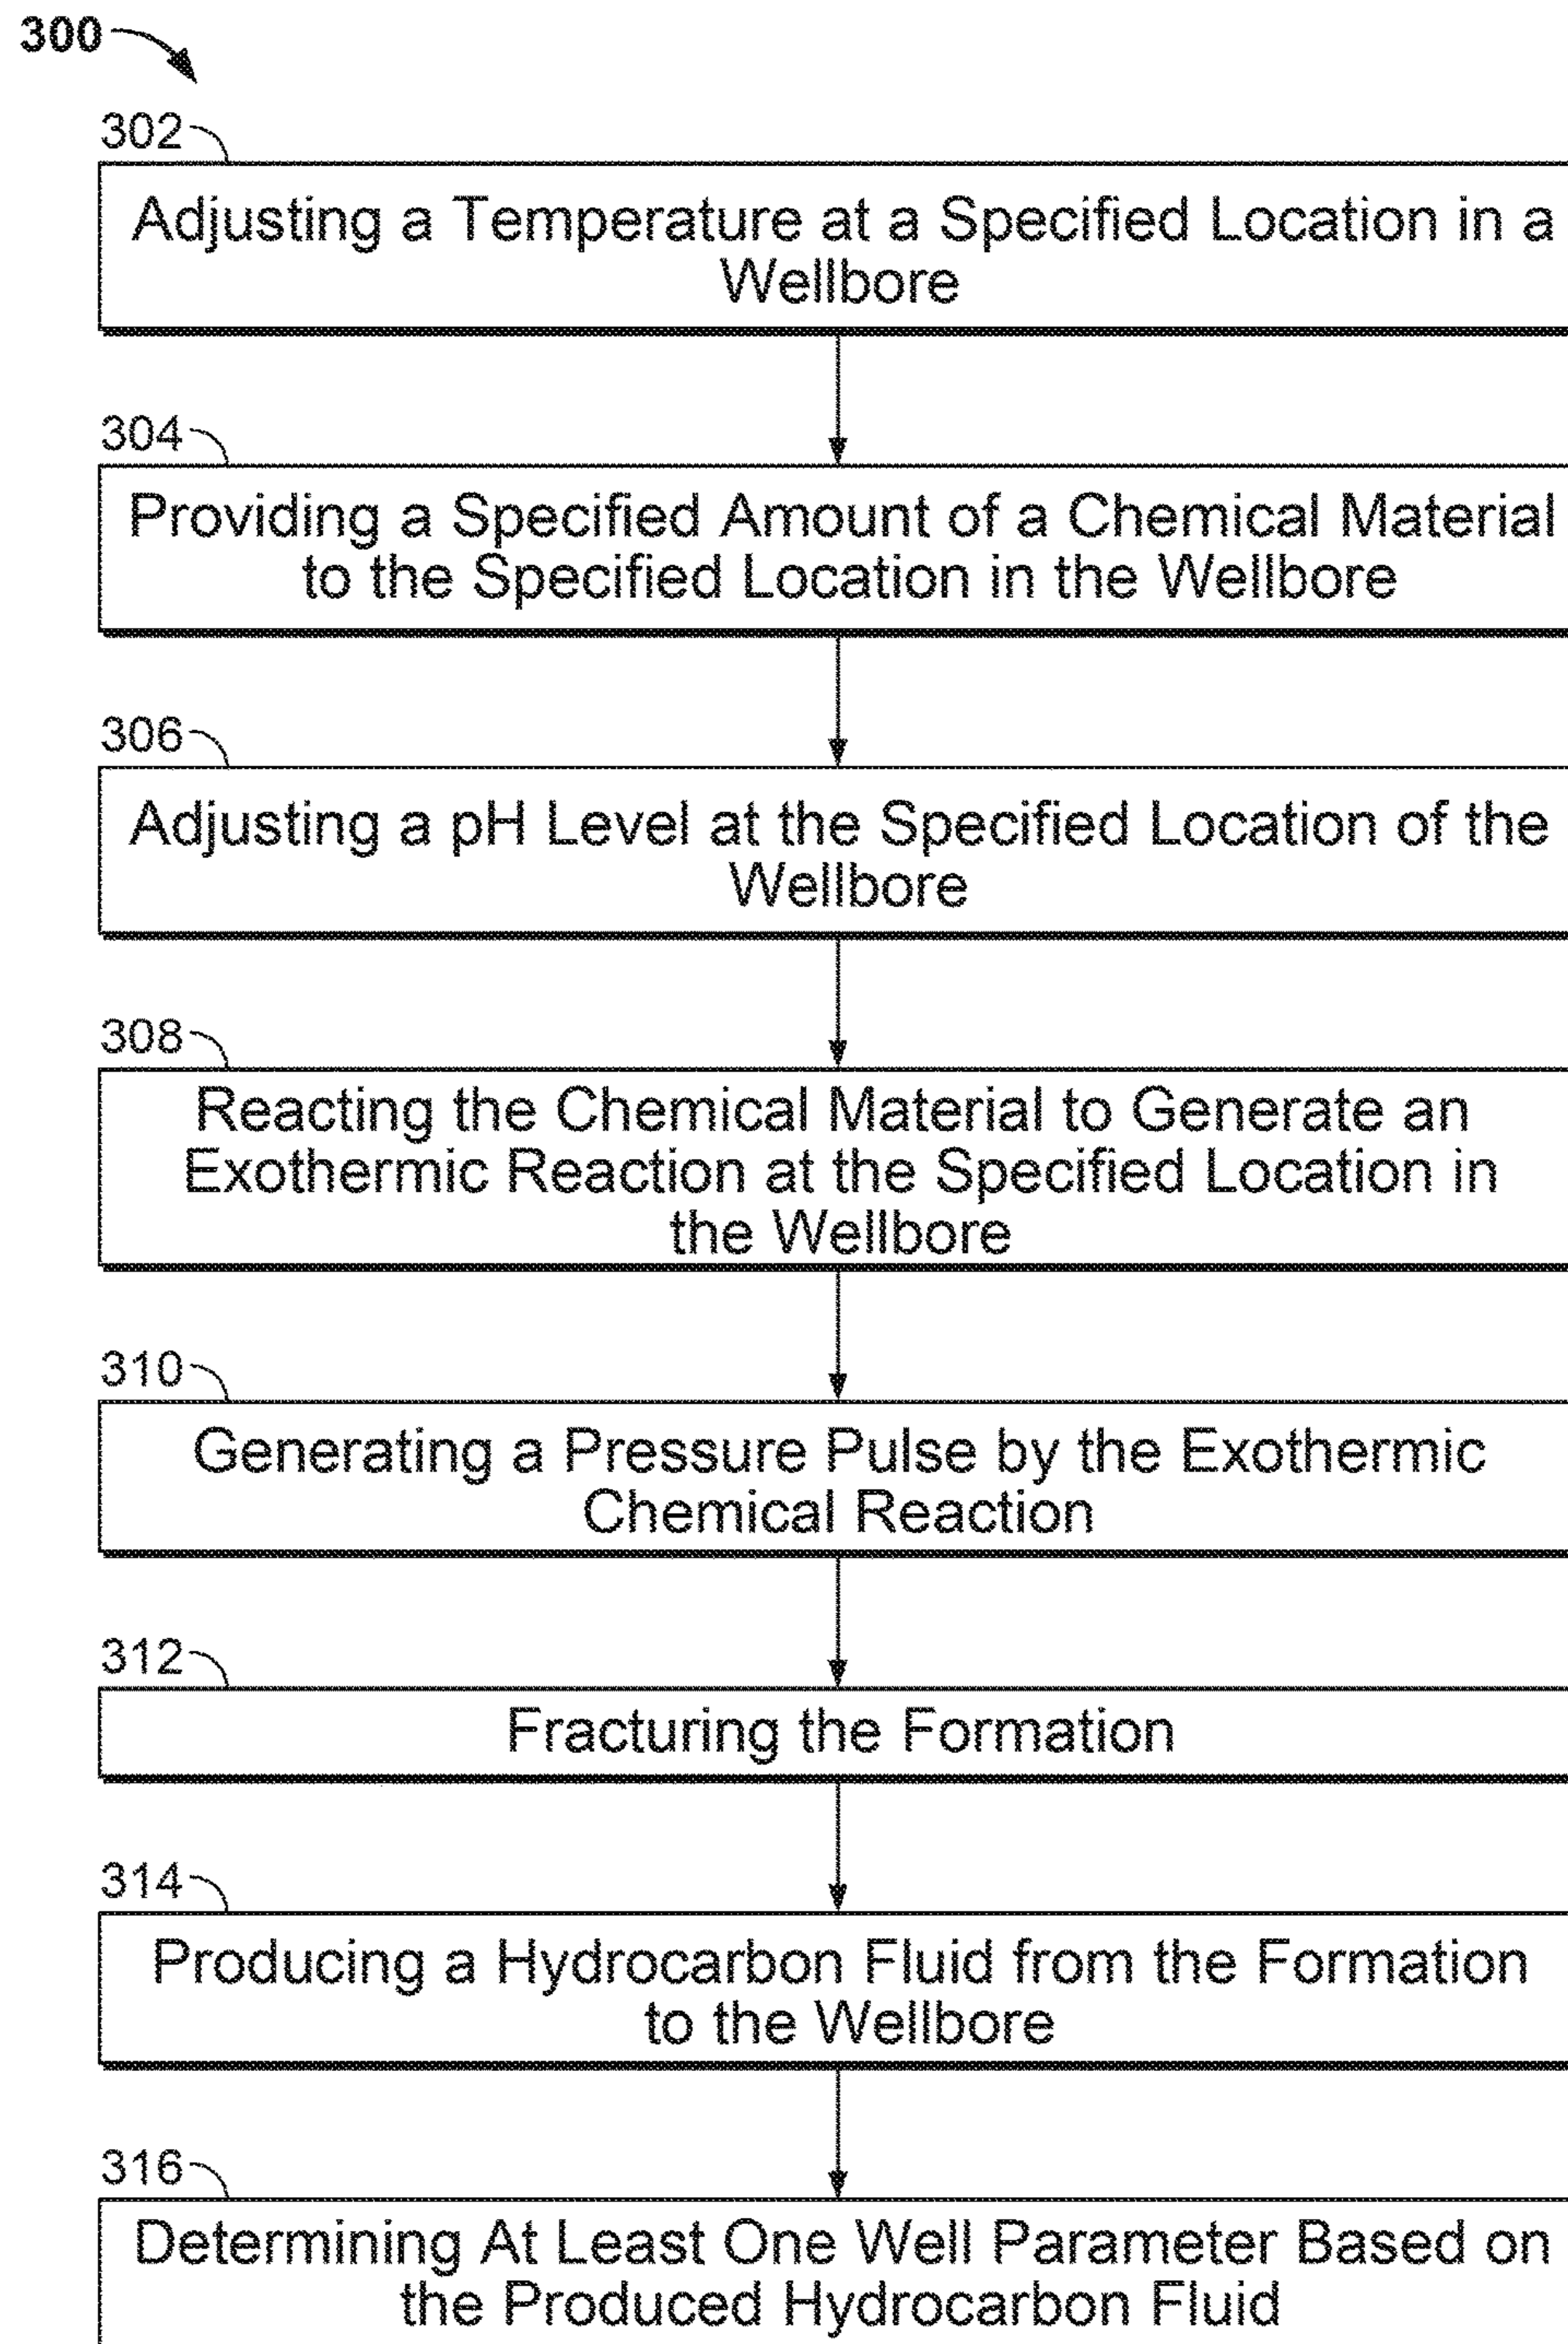 300
302
Adjusting a Temperature at a Specified Location in a
Wellbore
304
Providing a Specified Amount of a Chemical Material
to the Specified Location in the Wellbore
306
Adjusting a pH Level at the Specified Location of the
Wellbore
308
Reacting the Chemical Material to Generate an
Exothermic Reaction at the Specified Location in
the Wellbore
310
Generating a Pressure Pulse by the Exothermic
Chemical Reaction
312
Fracturing the Formation
314
Producing a Hydrocarbon Fluid from the Formation
to the Wellbore
316
Determining At Least One Well Parameter Based on
the Produced Hydrocarbon Fluid